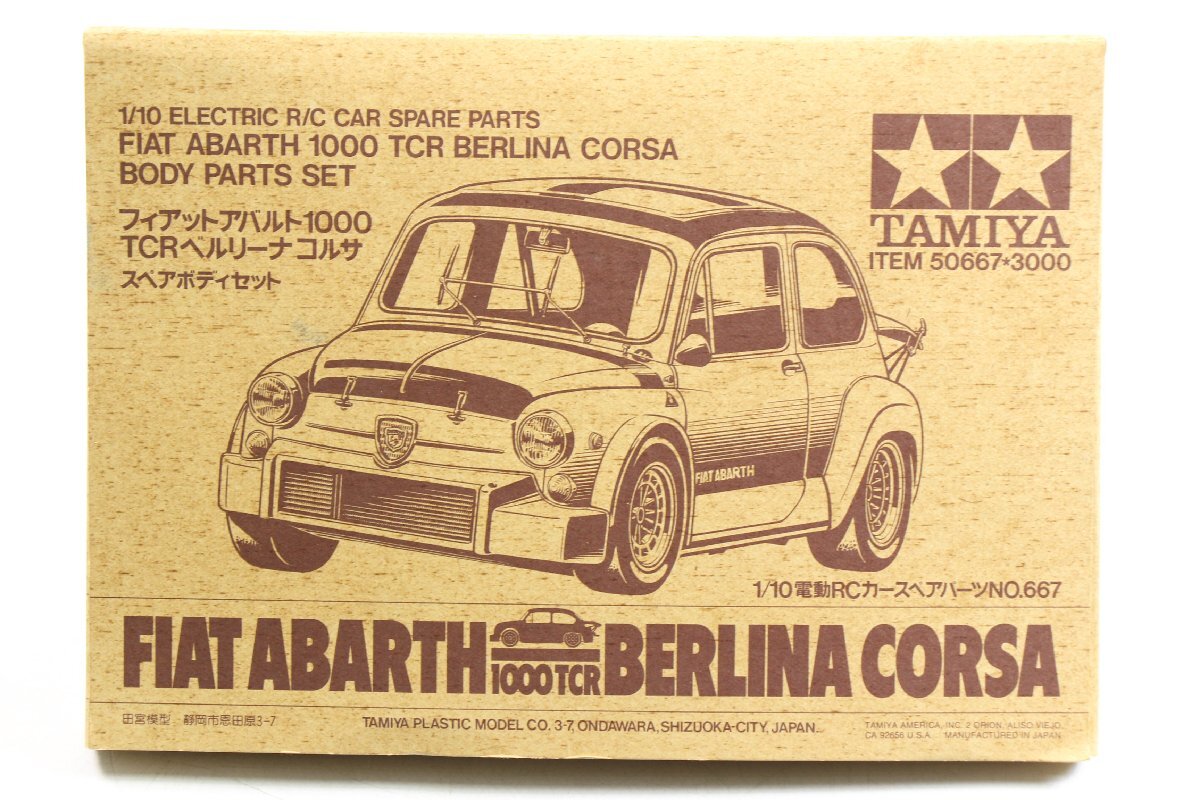 1/10 ELECTRIC R/C CAR SPARE PARTS
FIAT ABARTH 1000 TCR BERLINA CORSA
BODY PARTS SET
フィアットアバルト1000
TCRベルリーナ コルサ
スペアボディセット
TAMIYA
ITEM 50667*3000
FIAT ABARTH
1/10電動RCカースペアパーツNO.667
FIAT ABARTH 1000 TCR BERLINA CORSA
田宮模型 静岡市恩田原3-7
TAMIYA PLASTIC MODEL CO. 3-7, ONDAWARA, SHIZUOKA-CITY, JAPAN.
TAMIYA AMERICA, INC. 2 ORION, ALISO VIEJO,
CA 92656 U.S.A. MANUFACTURED IN JAPAN